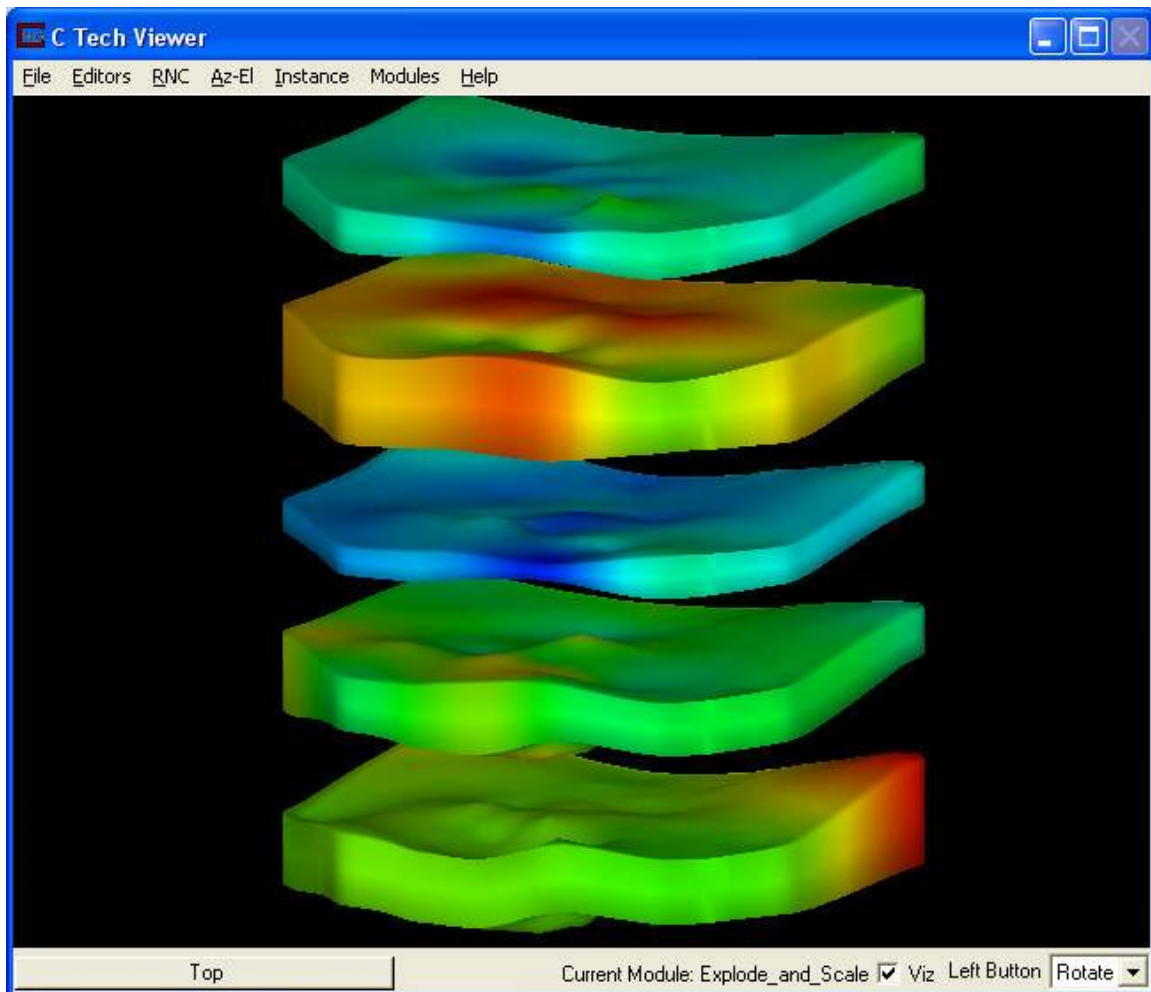 C Tech Viewer
File Editors RNC Az-El Instance Modules Help
Top Current Module: Explode_and_Scale Viz Left Button Rotate